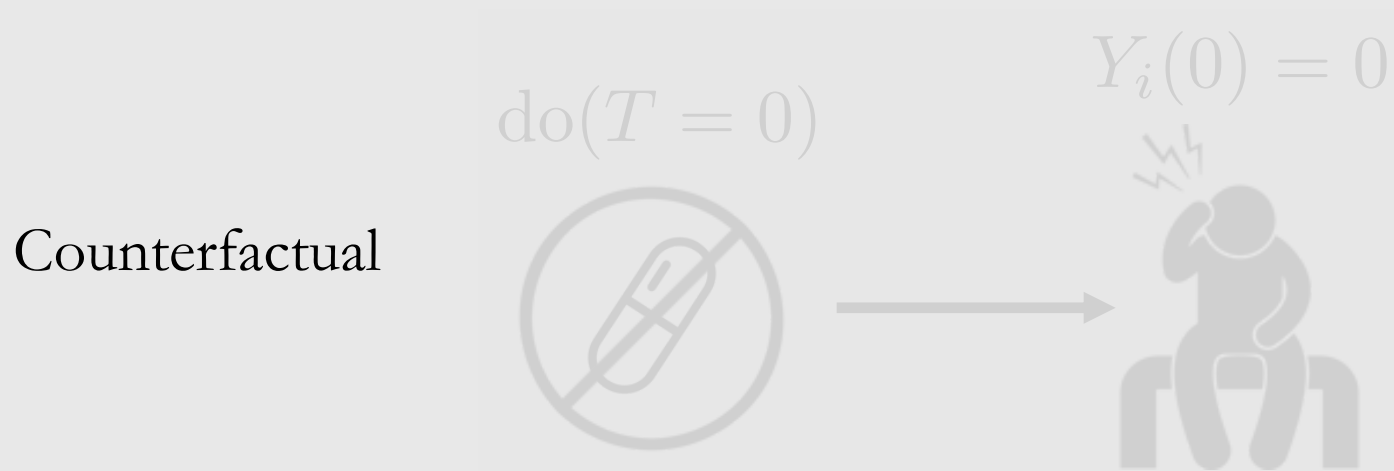 Y_i(0) = 0
do(T = 0)
Counterfactual